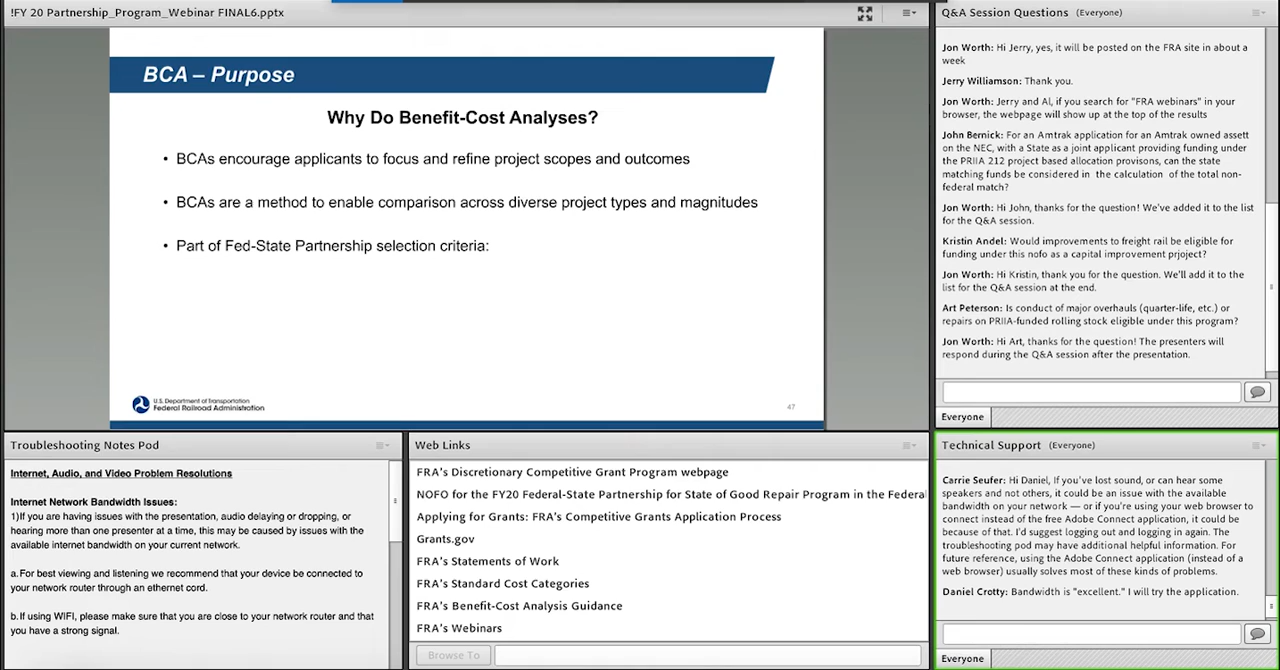 !FY 20 Partnership_Program_Webinar FINAL6.pptx
BCA – Purpose
Why Do Benefit-Cost Analyses?
• BCAs encourage applicants to focus and refine project scopes and outcomes
• BCAs are a method to enable comparison across diverse project types and magnitudes
• Part of Fed-State Partnership selection criteria:
U.S. Department of Transportation
Federal Railroad Administration
47
Q&A Session Questions (Everyone)
Jon Worth: Hi Jerry, yes, it will be posted on the FRA site in about a
week
Jerry Williamson: Thank you.
Jon Worth: Jerry and Al, if you search for "FRA webinars" in your
browser, the webpage will show up at the top of the results
John Bernick: For an Amtrak application for an Amtrak owned assett
on the NEC, with a State as a joint applicant providing funding under
the PRIIA 212 project based allocation provisons, can the state
matching funds be considered in the calculation of the total non-
federal match?
Jon Worth: Hi John, thanks for the question! We've added it to the list
for the Q&A session.
Kristin Andel: Would improvements to freight rail be eligible for
funding under this nofo as a capital improvement prjoject?
Jon Worth: Hi Kristin, thank you for the question. We'll add it to the
list for the Q&A session at the end.
Art Peterson: Is conduct of major overhauls (quarter-life, etc.) or
repairs on PRIIA-funded rolling stock eligible under this program?
Jon Worth: Hi Art, thanks for the question! The presenters will
respond during the Q&A session after the presentation.
Everyone
Troubleshooting Notes Pod
Internet, Audio, and Video Problem Resolutions
Internet Network Bandwidth Issues:
1)If you are having issues with the presentation, audio delaying or dropping, or
hearing more than one presenter at a time, this may be caused by issues with the
available internet bandwidth on your current network.
a.For best viewing and listening we recommend that your device be connected to
your network router through an ethernet cord.
b.If using WIFI, please make sure that you are close to your network router and that
you have a strong signal.
Web Links
FRA's Discretionary Competitive Grant Program webpage
NOFO for the FY20 Federal-State Partnership for State of Good Repair Program in the Federal
Applying for Grants: FRA's Competitive Grants Application Process
Grants.gov
FRA's Statements of Work
FRA's Standard Cost Categories
FRA's Benefit-Cost Analysis Guidance
FRA's Webinars
Browse To
Technical Support (Everyone)
Carrie Seufer: Hi Daniel, If you've lost sound, or can hear some
speakers and not others, it could be an issue with the available
bandwidth on your network — or if you're using your web browser to
connect instead of the free Adobe Connect application, it could be
because of that. I'd suggest logging out and logging in again. The
troubleshooting pod may have additional helpful information. For
future reference, using the Adobe Connect application (instead of a
web browser) usually solves most of these kinds of problems.
Daniel Crotty: Bandwidth is "excellent." I will try the application.
Everyone